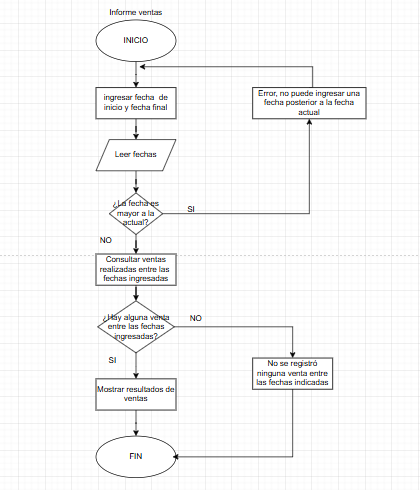 Informe ventas
INICIO
ingresar fecha de
inicio y fecha final
Error, no puede ingresar una
fecha posterior a la fecha
actual
Leer fechas
¿La fecha es
mayor a la
actual?
SI
NO
Consultar ventas
realizadas entre las
fechas ingresadas
¿Hay alguna venta
entre las fechas
ingresadas?
NO
SI
No se registró
ninguna venta entre
las fechas indicadas
Mostrar resultados de
ventas
FIN